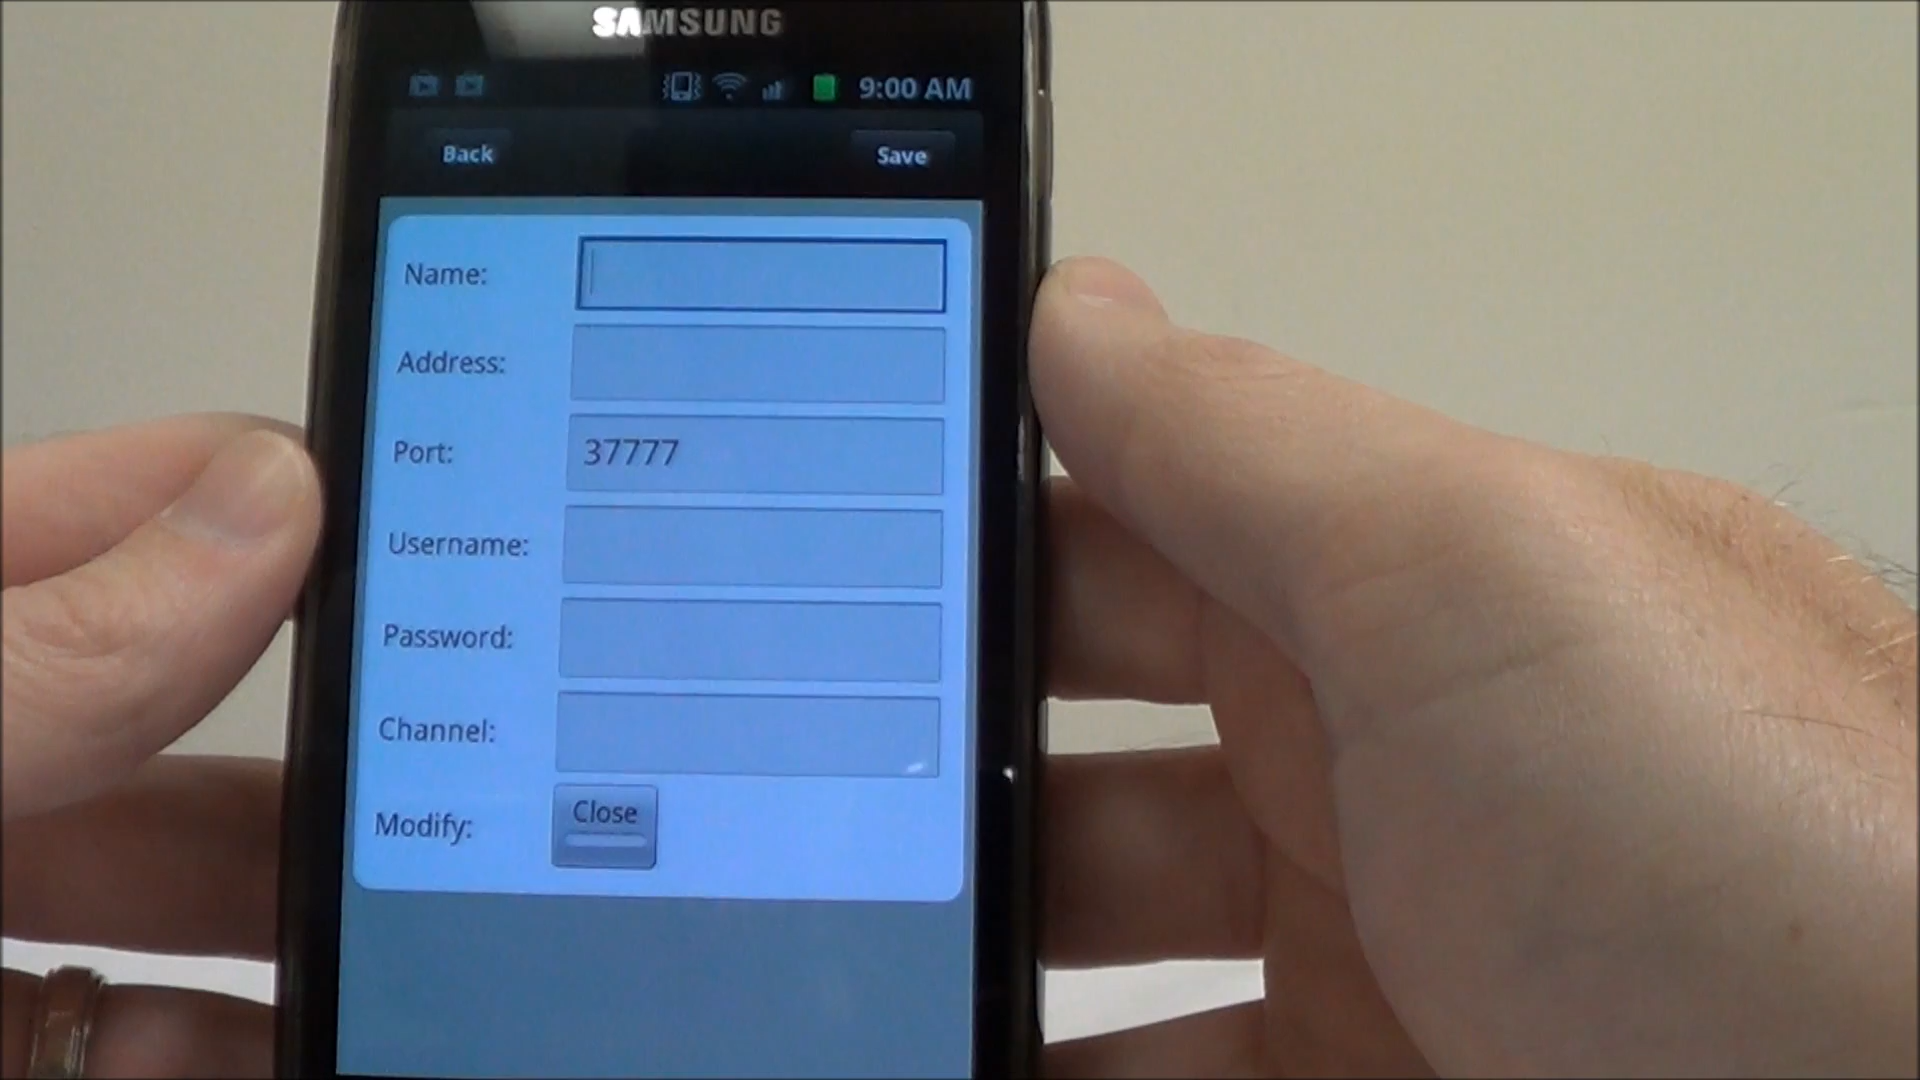 SAMSUNG
9:00 AM
Back
Save
Name:
Address:
Port: 37777
Username:
Password:
Channel:
Modify: Close